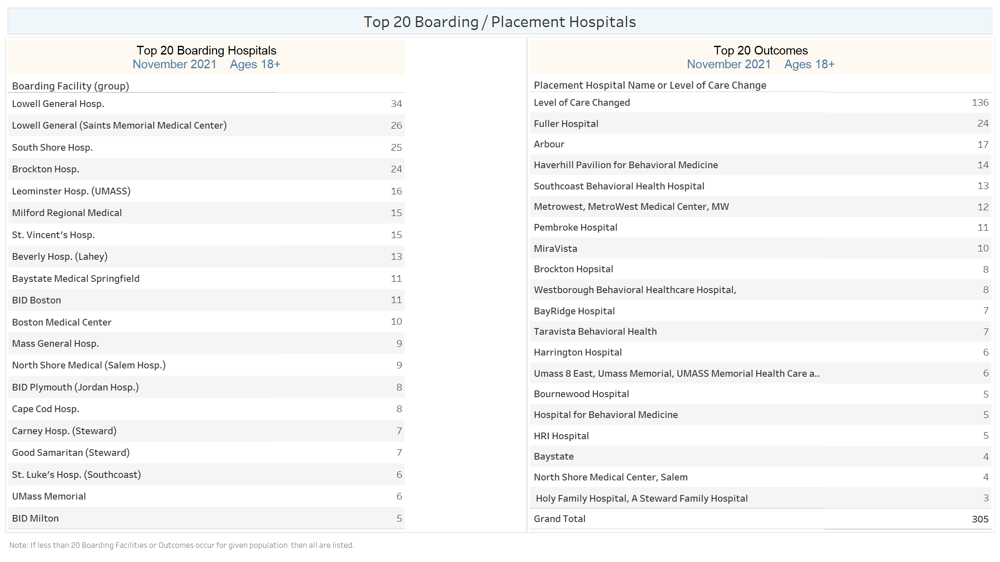 Top 20 Boarding / Placement Hospitals
Top 20 Boarding Hospitals
November 2021 Ages 18+
Boarding Facility (group)
Lowell General Hosp. 34
Lowell General (Saints Memorial Medical Center) 26
South Shore Hosp. 25
Brockton Hosp. 24
Leominster Hosp. (UMASS) 16
Milford Regional Medical 15
St. Vincent's Hosp. 15
Beverly Hosp. (Lahey) 13
Baystate Medical Springfield 11
BID Boston 11
Boston Medical Center 10
Mass General Hosp. 9
North Shore Medical (Salem Hosp.) 9
BID Plymouth (Jordan Hosp.) 8
Cape Cod Hosp. 8
Carney Hosp. (Steward) 7
Good Samaritan (Steward) 7
St. Luke's Hosp. (Southcoast) 6
UMass Memorial 6
BID Milton 5
Top 20 Outcomes
November 2021 Ages 18+
Placement Hospital Name or Level of Care Change
Level of Care Changed 136
Fuller Hospital 24
Arbour 17
Haverhill Pavilion for Behavioral Medicine 14
Southcoast Behavioral Health Hospital 13
Metrowest, MetroWest Medical Center, MW 12
Pembroke Hospital 11
MiraVista 10
Brockton Hopsital 8
Westborough Behavioral Healthcare Hospital, 8
BayRidge Hospital 7
Taravista Behavioral Health 7
Harrington Hospital 6
Umass 8 East, Umass Memorial, UMASS Memorial Health Care a.. 6
Bournewood Hospital 5
Hospital for Behavioral Medicine 5
HRI Hospital 5
Baystate 4
North Shore Medical Center, Salem 4
Holy Family Hospital, A Steward Family Hospital 3
Grand Total 305
Note: If less than 20 Boarding Facilities or Outcomes occur for given population then all are listed.